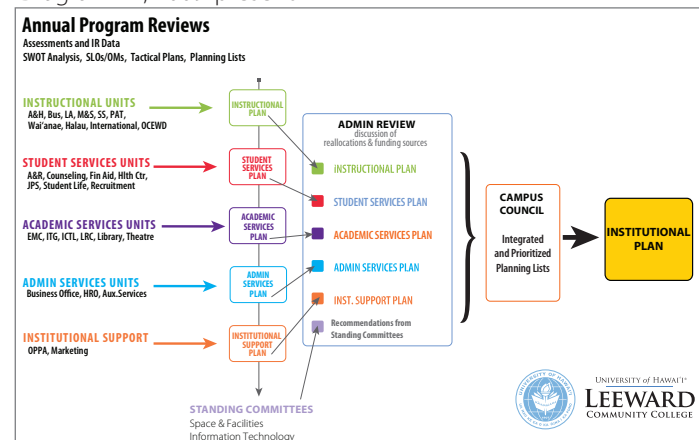 Annual Program Reviews
Assessments and IR Data
SWOT Analysis, SLOs/OMs, Tactical Plans, Planning Lists
INSTRUCTIONAL UNITS
A&H, Bus, LA, M&S, SS, PAT,
Wai'anae, Halau, International, OCEWD
INSTRUCTIONAL
PLAN
STUDENT SERVICES UNITS
A&R, Counseling, Fin Aid, Hlth Ctr,
JPS, Student Life, Recruitment
STUDENT
SERVICES
PLAN
ACADEMIC SERVICES UNITS
EMC, ITG, ICTL, LRC, Library, Theatre
ACADEMIC
SERVICES
PLAN
ADMIN SERVICES UNITS
Business Office, HRO, Aux.Services
ADMIN
SERVICES
PLAN
INSTITUTIONAL SUPPORT
OPPA, Marketing
INSTITUTIONAL
SUPPORT
PLAN
ADMIN REVIEW
discussion of
reallocations & funding sources
iNSTRUCTIONAL PLAN
STUDENT SERVICES PLAN
ACADEMIC SERVICES PLAN
ADMIN SERVICES PLAN
INST. SUPPORT PLAN
Recommendations from
Standing Committees
CAMPUS
COUNCIL
Integrated
and Prioritized
Planning Lists
INSTITUTIONAL
PLAN
STANDING COMMITTEES
Space & Facilities
Information Technology
UNIVERSITY of HAWAI'I®
LEEWARD
COMMUNITY COLLEGE